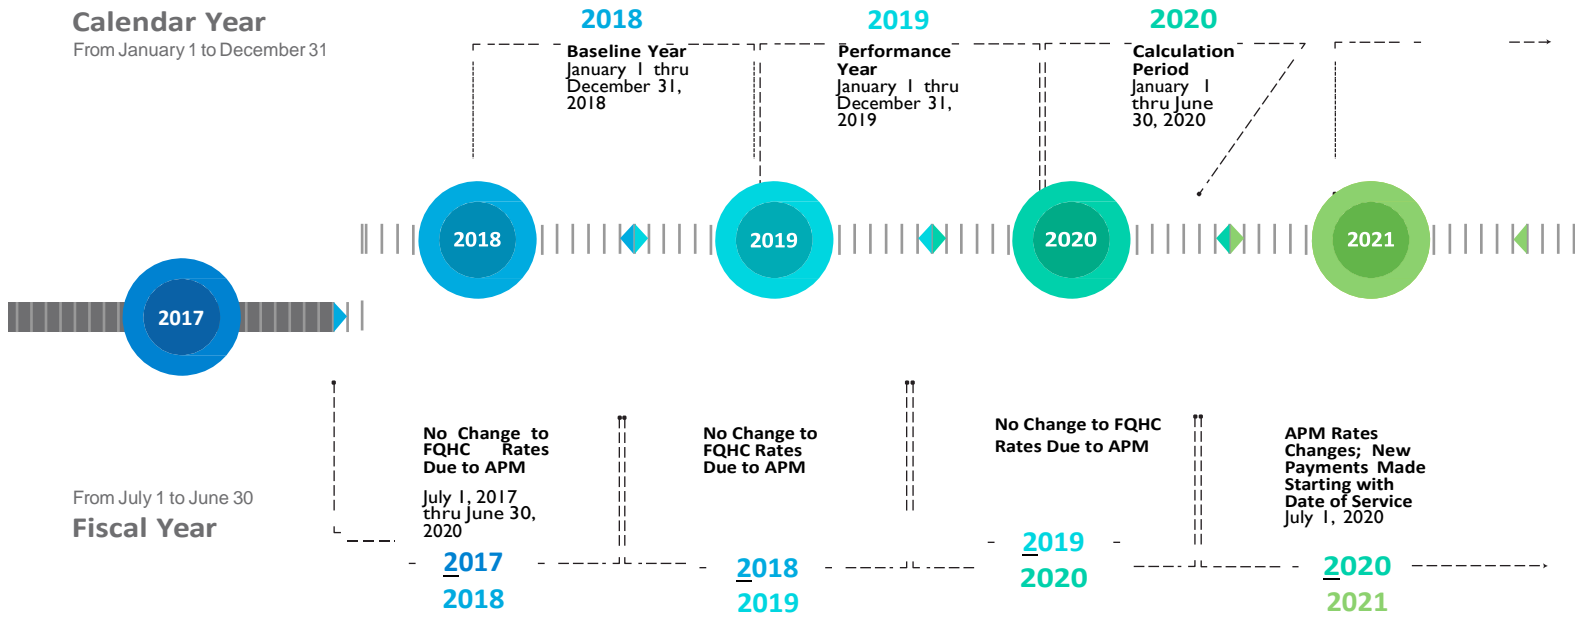 Calendar Year
From January 1 to December 31
2018
Baseline Year
January 1 thru
December 31,
2018
2019
Performance
Year
January 1 thru
December 31,
2019
2020
Calculation
Period
January 1
thru June
30, 2020
2017
2018
2019
2020
2021
From July 1 to June 30
Fiscal Year
No Change to
FQHC Rates
Due to APM
July 1, 2017
thru June 30,
2020
2017
2018
No Change to
FQHC Rates
Due to APM
2018
2019
No Change to FQHC
Rates Due to APM
2019
2020
APM Rates
Changes; New
Payments Made
Starting with
Date of Service
July 1, 2020
2020
2021